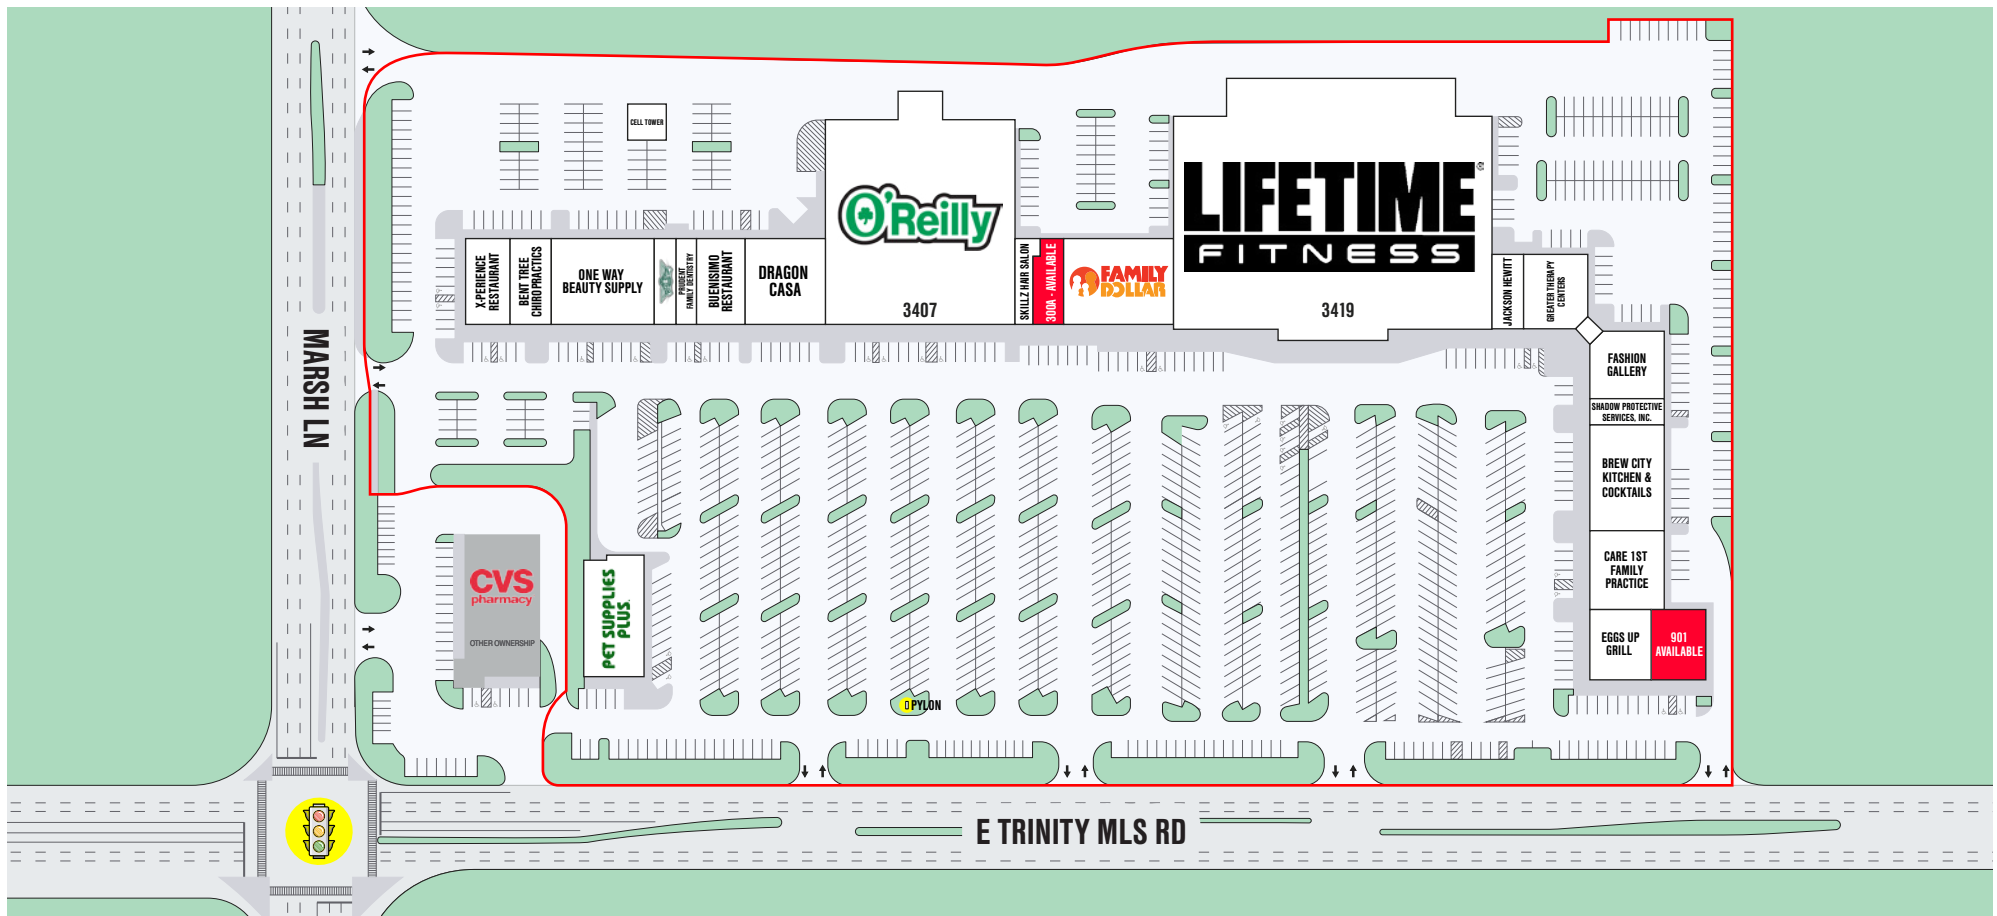 CELL TOWER
X-PERIENCE
RESTAURANT
BENT TREE
CHIROPRACTICS
ONE WAY
BEAUTY SUPPLY
PRUDENT
FAMILY DENTISTRY
BUENISIMO
RESTAURANT
DRAGON
CASA
O'Reilly
3407
SKILLZ HAIR SALON
300A - AVAILABLE
FAMILY
DOLLAR
LIFETIME
FITNESS
3419
JACKSON HEWITT
GREATER THERAPY
CENTERS
FASHION
GALLERY
SHADOW PROTECTIVE
SERVICES, INC.
BREW CITY
KITCHEN &
COCKTAILS
CARE 1ST
FAMILY
PRACTICE
EGGS UP
GRILL
901
AVAILABLE
MARSH LN
CVS
pharmacy
OTHER OWNERSHIP
PET SUPPLIES
PLUS
PYLON
E TRINITY MLS RD